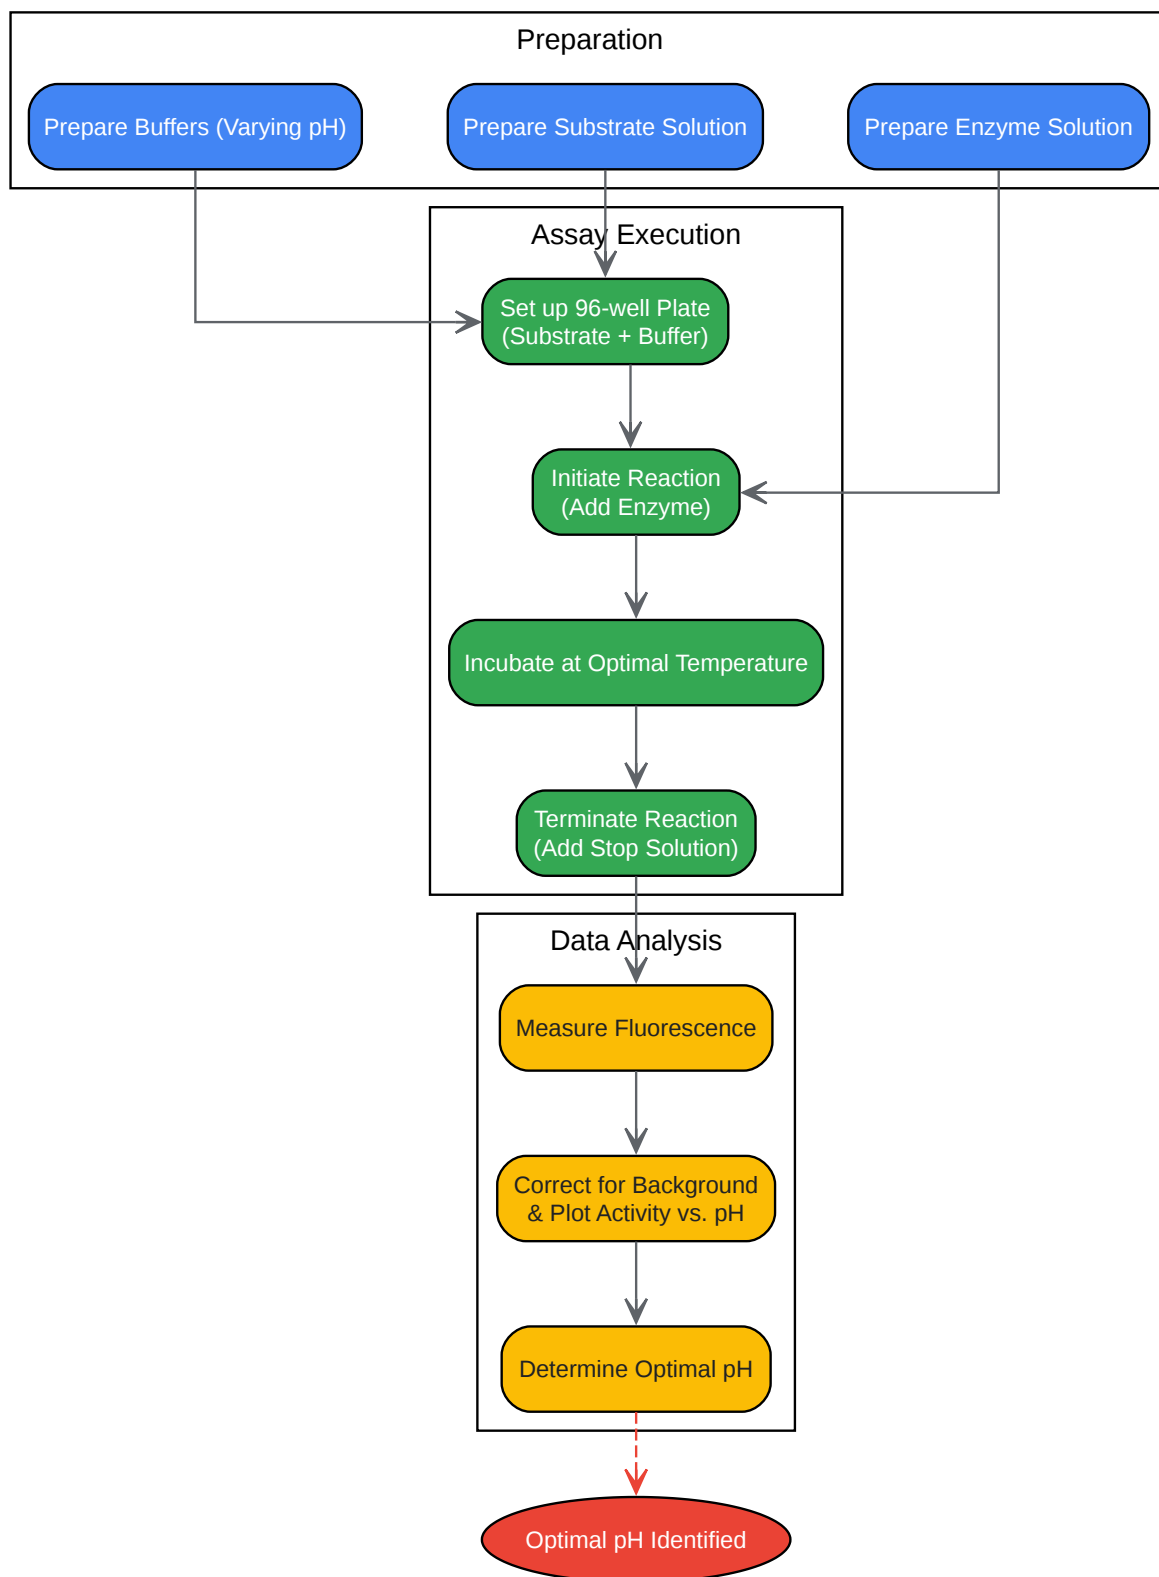 Preparation
Prepare Buffers (Varying pH)
Prepare Substrate Solution
Prepare Enzyme Solution
Assay Execution
Set up 96-well Plate
(Substrate + Buffer)
Initiate Reaction
(Add Enzyme)
Incubate at Optimal Temperature
Terminate Reaction
(Add Stop Solution)
Data Analysis
Measure Fluorescence
Correct for Background
& Plot Activity vs. pH
Determine Optimal pH
Optimal pH Identified